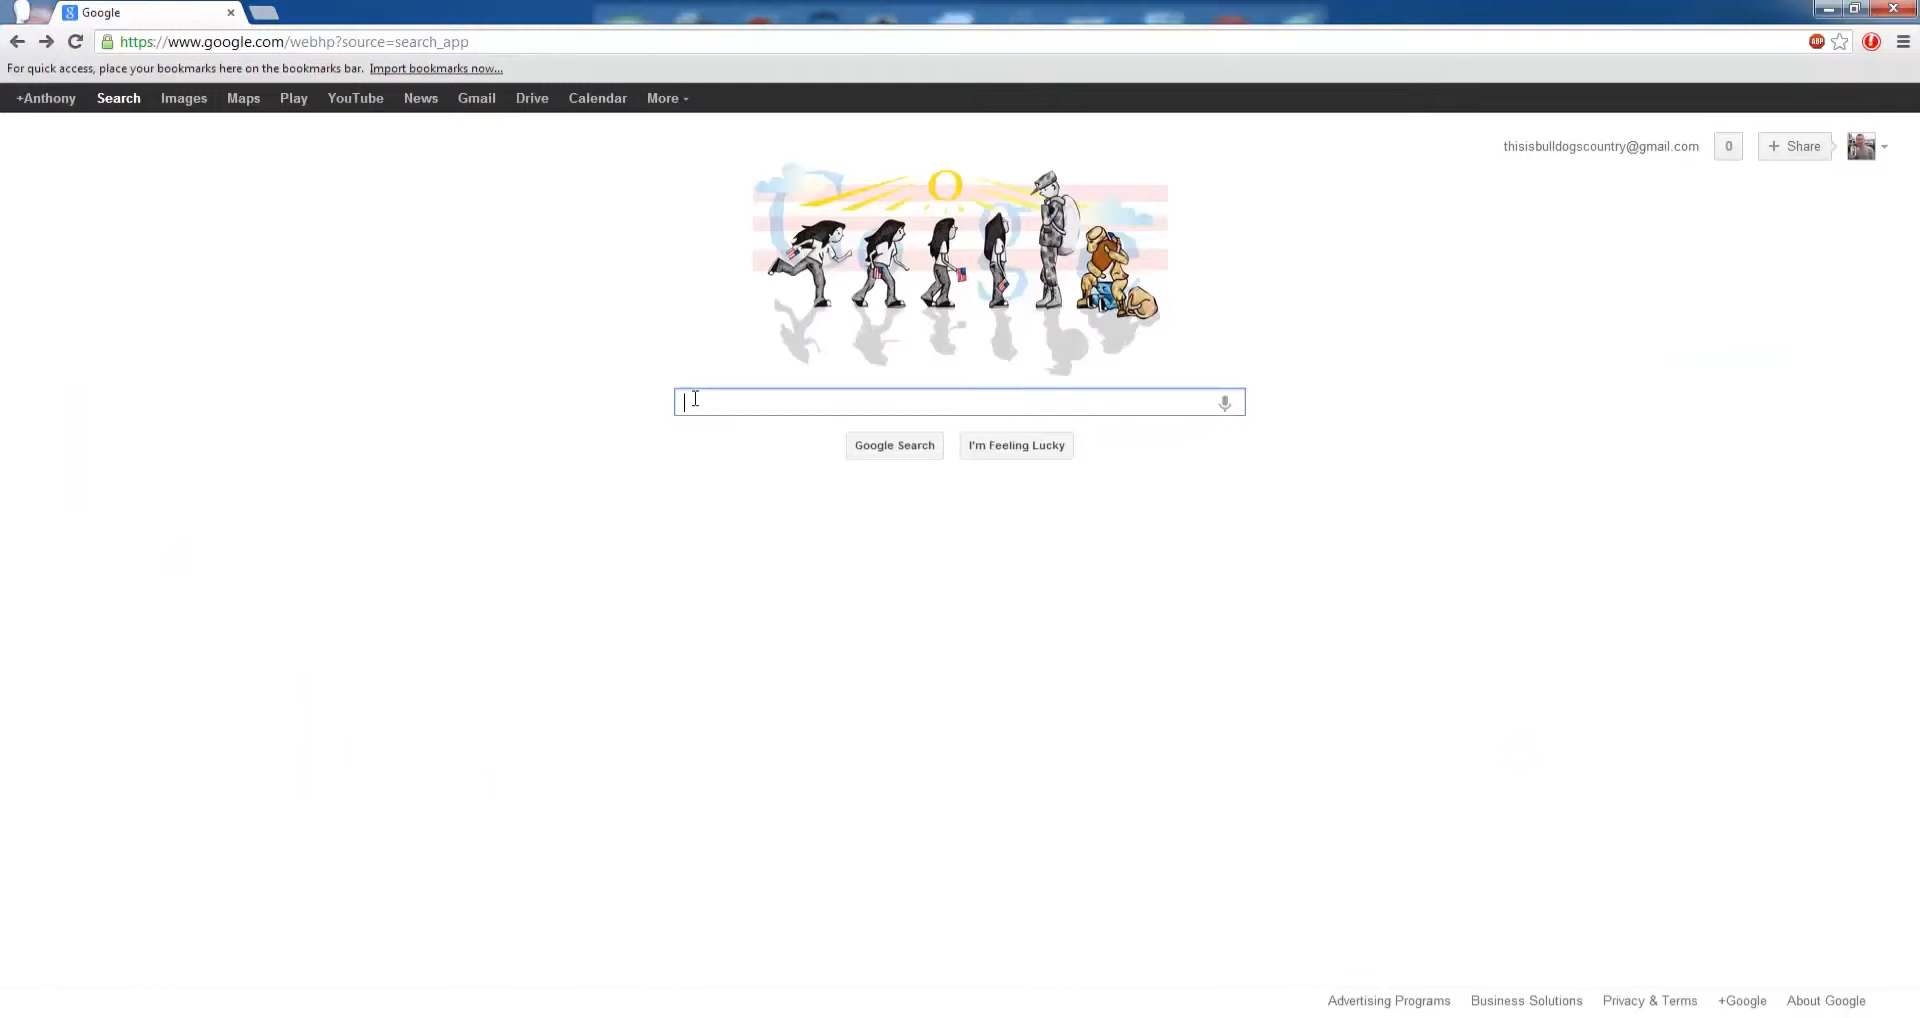 Google
https://www.google.com/webhp?source=search_app
ABP
For quick access, place your bookmarks here on the bookmarks bar. Import bookmarks now...
+Anthony Search Images Maps Play YouTube News Gmail Drive Calendar More
thisisbulldogscountry@gmail.com 0 + Share
Google Search I'm Feeling Lucky
Advertising Programs Business Solutions Privacy & Terms +Google About Google